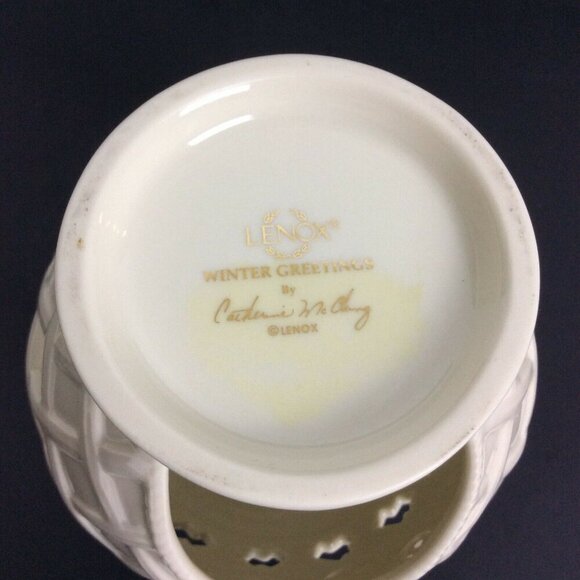 LENOX®
WINTER GREETINGS
By
Catherine McClung
©LENOX